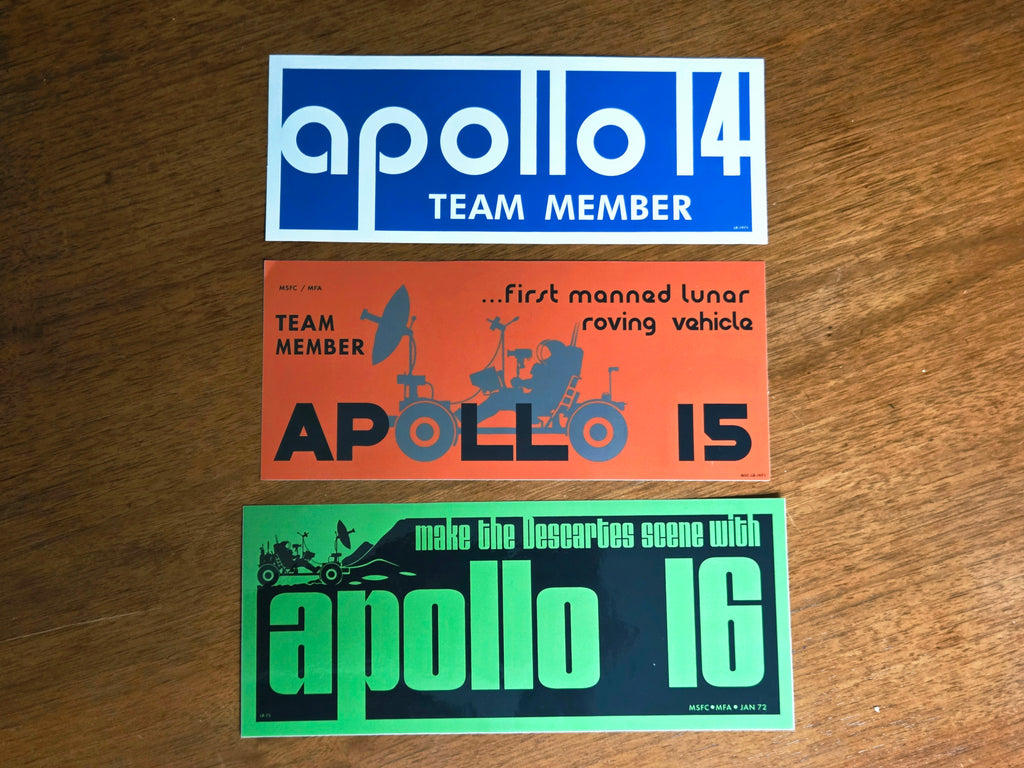 apollo 14
TEAM MEMBER
MSFC / MFA
...first manned lunar
roving vehicle
TEAM
MEMBER
APOLLO 15
make the Descartes scene with
apollo 16
MSFC • MFA • JAN 72